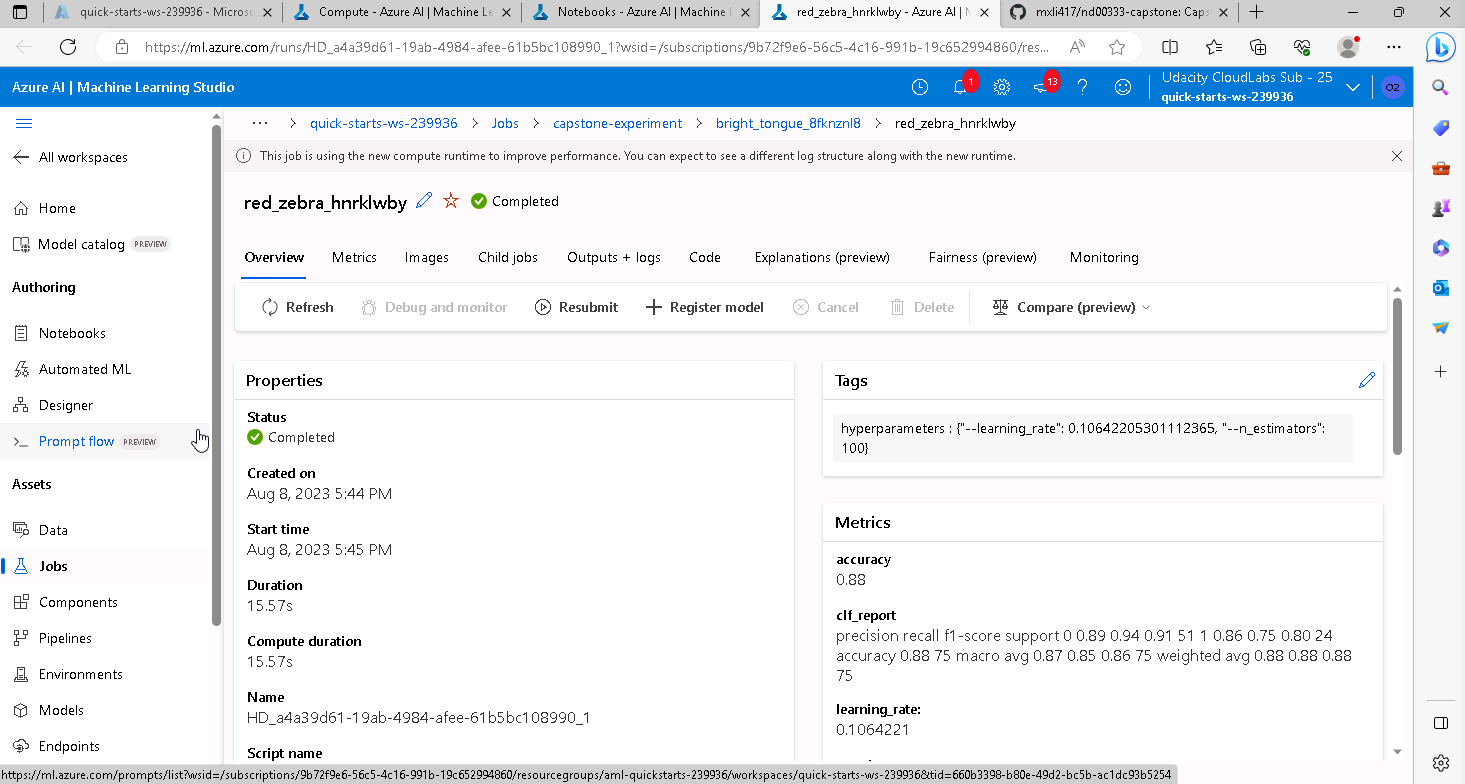 quick-starts-ws-239936 - Microso
Compute - Azure AI | Machine Le
Notebooks - Azure AI | Machine L
red_zebra_hnrklwby - Azure AI | M
mxli417/nd00333-capstone: Caps
https://ml.azure.com/runs/HD_a4a39d61-19ab-4984-afee-61b5bc108990_1?wsid=/subscriptions/9b72f9e6-56c5-4c16-991b-19c652994860/res...
Azure AI | Machine Learning Studio
1
13
Udacity CloudLabs Sub - 25
quick-starts-ws-239936
O2
All workspaces
Home
Model catalog PREVIEW
Authoring
Notebooks
Automated ML
Designer
Prompt flow PREVIEW
Assets
Data
Jobs
Components
Pipelines
Environments
Models
Endpoints
... > quick-starts-ws-239936 > Jobs > capstone-experiment > bright_tongue_8fknznl8 > red_zebra_hnrklwby
This job is using the new compute runtime to improve performance. You can expect to see a different log structure along with the new runtime.
red_zebra_hnrklwby Completed
Overview Metrics Images Child jobs Outputs + logs Code Explanations (preview) Fairness (preview) Monitoring
Refresh Debug and monitor Resubmit Register model Cancel Delete Compare (preview)
Properties
Status
Completed
Created on
Aug 8, 2023 5:44 PM
Start time
Aug 8, 2023 5:45 PM
Duration
15.57s
Compute duration
15.57s
Name
HD_a4a39d61-19ab-4984-afee-61b5bc108990_1
Script name
Tags
hyperparameters : {"--learning_rate": 0.10642205301112365, "--n_estimators":
100}
Metrics
accuracy
0.88
clf_report
precision recall f1-score support 0 0.89 0.94 0.91 51 1 0.86 0.75 0.80 24
accuracy 0.88 75 macro avg 0.87 0.85 0.86 75 weighted avg 0.88 0.88 0.88
75
learning_rate:
0.1064221
https://ml.azure.com/prompts/list?wsid=/subscriptions/9b72f9e6-56c5-4c16-991b-19c652994860/resourcegroups/aml-quickstarts-239936/workspaces/quick-starts-ws-239936&tid=660b3398-b80e-49d2-bc5b-ac1dc93b5254